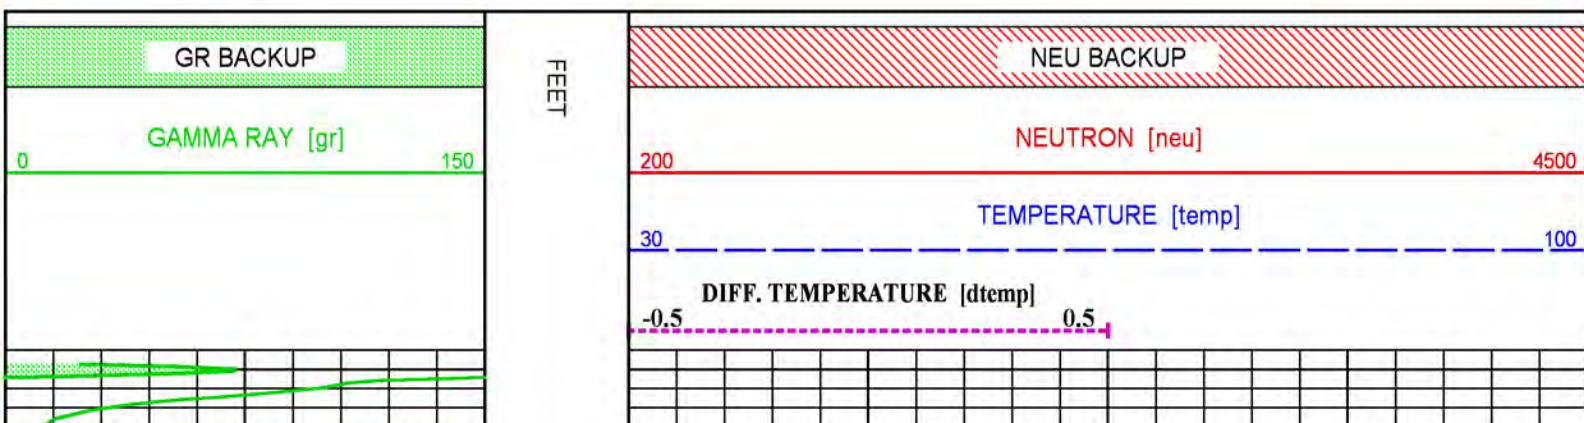 GR BACKUP
GAMMA RAY [gr]
0 150
FEET
NEU BACKUP
NEUTRON [neu]
200 4500
TEMPERATURE [temp]
30 100
DIFF. TEMPERATURE [dtemp]
-0.5 0.5